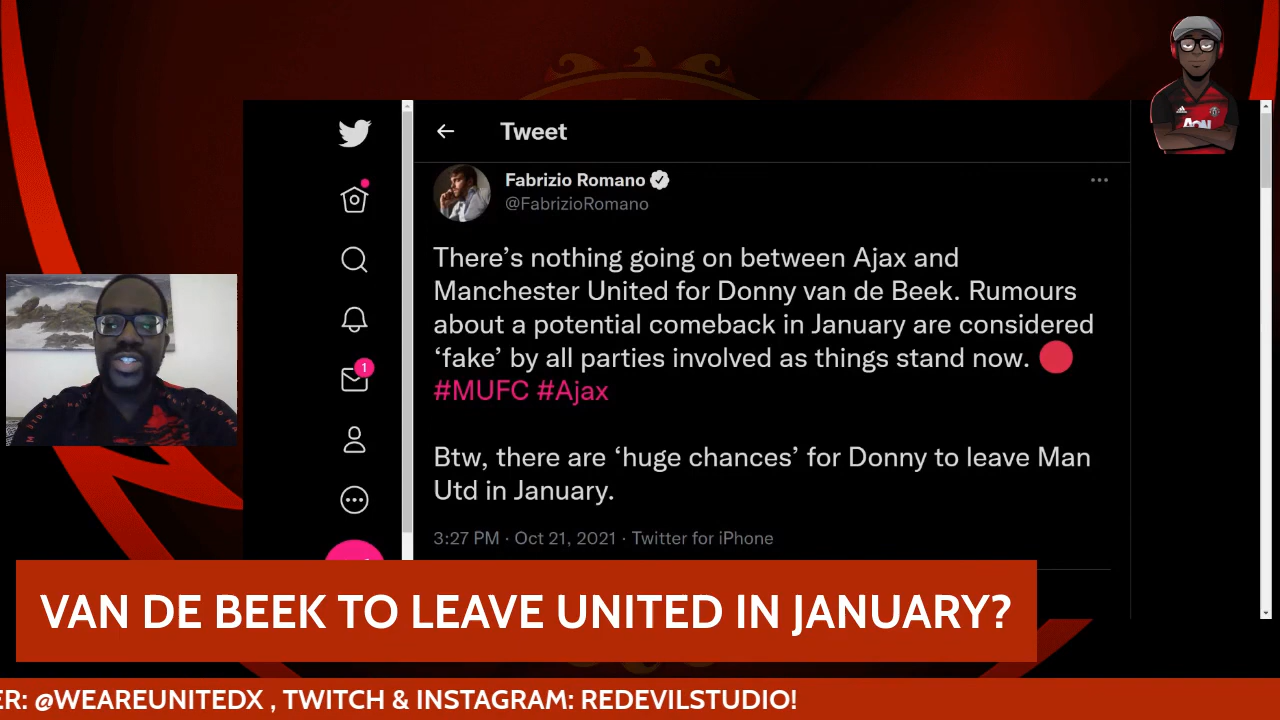 Tweet
Fabrizio Romano
@FabrizioRomano
There’s nothing going on between Ajax and
Manchester United for Donny van de Beek. Rumours
about a potential comeback in January are considered
‘fake’ by all parties involved as things stand now.
#MUFC #Ajax
Btw, there are ‘huge chances’ for Donny to leave Man
Utd in January.
3:27 PM · Oct 21, 2021 · Twitter for iPhone
1
AON
VAN DE BEEK TO LEAVE UNITED IN JANUARY?
ER: @WEAREUNITEDX , TWITCH & INSTAGRAM: REDEVILSTUDIO!